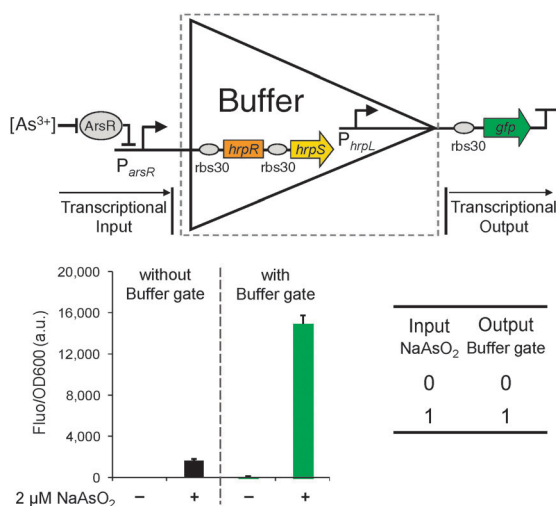 Buffer
[As³⁺]
ArsR
P_arsR
rbs30
hrpR
rbs30
hrpS
P_hrpL
rbs30
gfp
Transcriptional
Input
Transcriptional
Output
Fluo/OD600 (a.u.)
20,000
16,000
12,000
8,000
4,000
0
without
Buffer gate
with
Buffer gate
2 µM NaAsO₂ − + − +
Input Output
NaAsO₂ Buffer gate
0 0
1 1